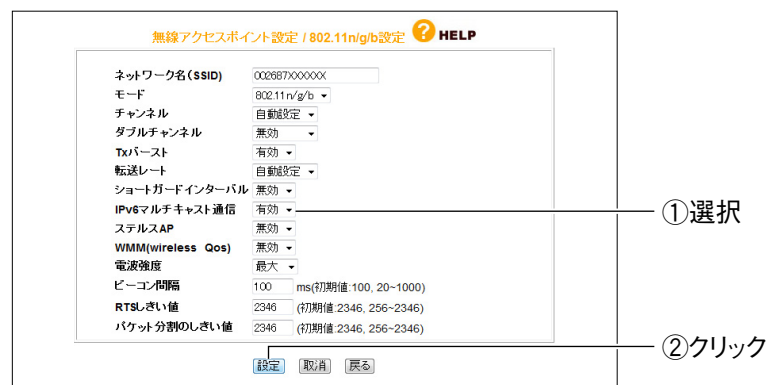 無線アクセスポイント設定 / 802.11n/g/b設定 ? HELP
ネットワーク名(SSID) 002687XXXXXX
モード 802.11n/g/b
チャンネル 自動設定
ダブルチャンネル 無効
Txバースト 有効
転送レート 自動設定
ショートガードインターバル 無効
IPv6マルチキャスト通信 有効 ①選択
ステルスAP 無効
WMM(wireless Qos) 無効
電波強度 最大
ビーコン間隔 100 ms(初期値:100, 20~1000)
RTSしきい値 2346 (初期値:2346, 256~2346)
パケット分割のしきい値 2346 (初期値:2346, 256~2346)
設定 取消 戻る ②クリック